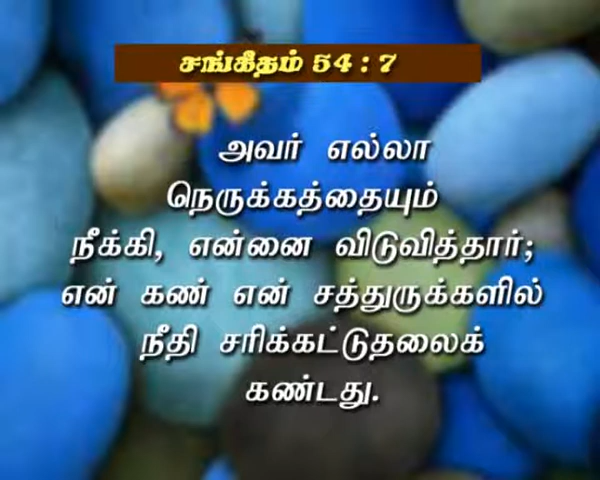 சங்கீதம் 54 : 7
அவர் எல்லா
நெருக்கத்தையும்
நீக்கி, என்னை விடுவித்தார்;
என் கண் என் சத்துருக்களில்
நீதி சரிக்கட்டுதலைக்
கண்டது.